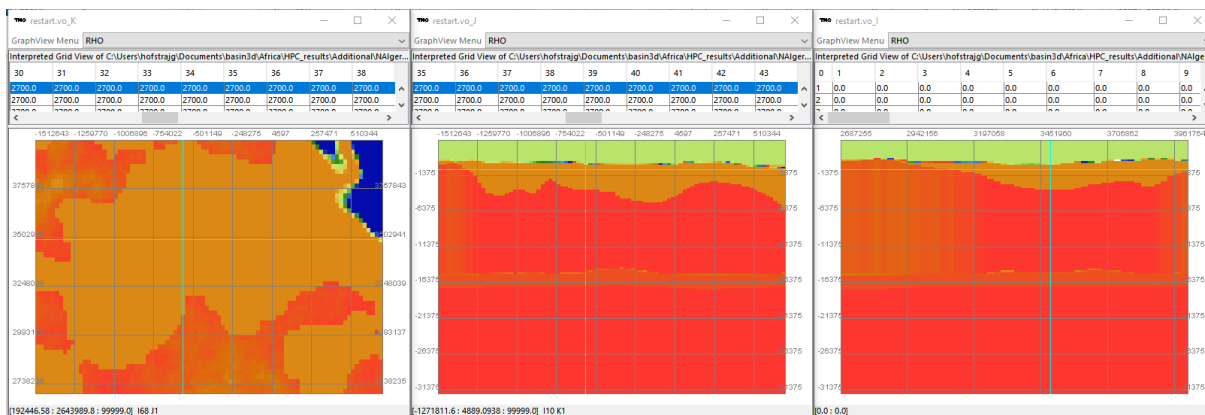 TNO restart.vo_K
GraphView Menu RHO
Interpreted Grid View of C:\Users\hofstrajg\Documents\basin3d\Africa\HPC_results\Additional\NAlger
30 31 32 33 34 35 36 37 38
2700.0 2700.0 2700.0 2700.0 2700.0 2700.0 2700.0 2700.0 2700.0
2700.0 2700.0 2700.0 2700.0 2700.0 2700.0 2700.0 2700.0 2700.0
-1512643 -1259770 -1006896 -754022 -501149 -248275 4597 257471 510344
3248039
[192446.58 : 2643989.8 : 99999.0] I68 J1
TNO restart.vo_J
GraphView Menu RHO
Interpreted Grid View of C:\Users\hofstrajg\Documents\basin3d\Africa\HPC_results\Additional\NAlger
35 36 37 38 39 40 41 42 43
2700.0 2700.0 2700.0 2700.0 2700.0 2700.0 2700.0 2700.0 2700.0
2700.0 2700.0 2700.0 2700.0 2700.0 2700.0 2700.0 2700.0 2700.0
-1512643 -1259770 -1006896 -754022 -501149 -248275 4597 257471 510344
-1375
-6375
-11375
-16375
-21375
-26375
-31375
[-1271811.6 : 4889.0938 : 99999.0] I10 K1
TNO restart.vo_I
GraphView Menu RHO
Interpreted Grid View of C:\Users\hofstrajg\Documents\basin3d\Africa\HPC_results\Additional\NAlger
0 1 2 3 4 5 6 7 8 9
1 0.0 0.0 0.0 0.0 0.0 0.0 0.0 0.0 0.0
2 0.0 0.0 0.0 0.0 0.0 0.0 0.0 0.0 0.0
2687255 2942156 3197058 3451960 3706862 3961764
-1375
-6375
-11375
-16375
-21375
-26375
-31375
[0.0 : 0.0]